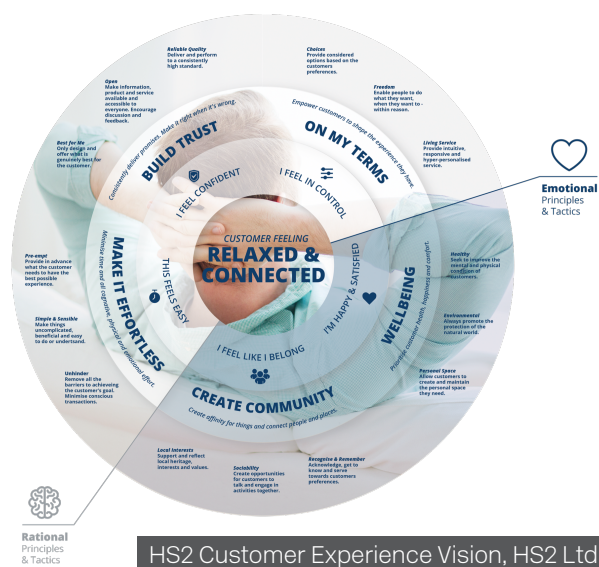 Reliable Quality
Deliver and perform
to a consistently
high standard.
Choices
Provide considered
options based on the
customers
preferences.
Open
Make information,
product and service
available and
accessible to
everyone. Encourage
discussion and
feedback.
Freedom
Enable people to do
what they want,
when they want to -
within reason.
Best for Me
Only design and
offer what is
genuinely best for
the customer.
Living Service
Provide intuitive,
responsive and
hyper-personalised
service.
Consistently deliver promises. Make it right when it's wrong.
BUILD TRUST
I FEEL CONFIDENT
Empower customers to shape the experience they have.
ON MY TERMS
I FEEL IN CONTROL
Emotional
Principles
& Tactics
CUSTOMER FEELING
RELAXED &
CONNECTED
Pre-empt
Provide in advance
what the customer
needs to have the
best possible
experience.
Simple & Sensible
Make things
uncomplicated,
beneficial and easy
to do or undertsand.
Unhinder
Remove all the
barriers to achieving
the customer's goal.
Minimise conscious
transactions.
Minimise time and all cognitive, physical and emotional effort.
MAKE IT EFFORTLESS
THIS FEELS EASY
I'M HAPPY & SATISFIED
WELLBEING
Prioritise customer health, happiness and comfort.
Healthy
Seek to improve the
mental and physical
condition of
customers.
Environmental
Always promote the
protection of the
natural world.
Personal Space
Allow customers to
create and maintain
the personal space
they need.
I FEEL LIKE I BELONG
CREATE COMMUNITY
Create affinity for things and connect people and places.
Local Interests
Support and reflect
local heritage,
interests and values.
Sociability
Create opportunities
for customers to
talk and engage in
activities together.
Recognise & Remember
Acknowledge, get to
know and serve
towards customers
preferences.
Rational
Principles
& Tactics
HS2 Customer Experience Vision, HS2 Ltd